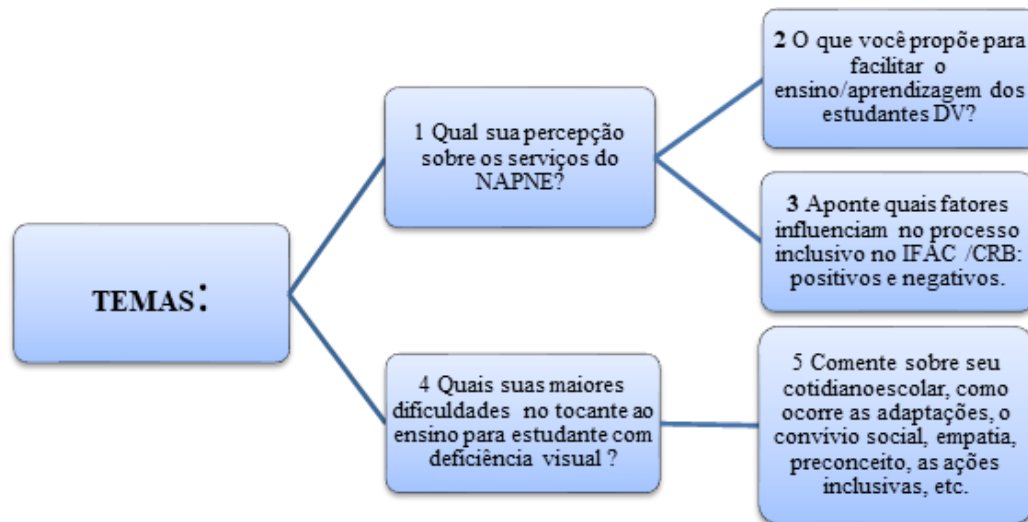 TEMAS:
1 Qual sua percepção
sobre os serviços do
NAPNE?
2 O que você propõe para
facilitar o
ensino/aprendizagem dos
estudantes DV?
3 Aponte quais fatores
influenciam no processo
inclusivo no IFAC /CRB:
positivos e negativos.
4 Quais suas maiores
dificuldades no tocante ao
ensino para estudante com
deficiência visual ?
5 Comente sobre seu
cotidianoescolar, como
ocorre as adaptações, o
convívio social, empatia,
preconceito, as ações
inclusivas, etc.